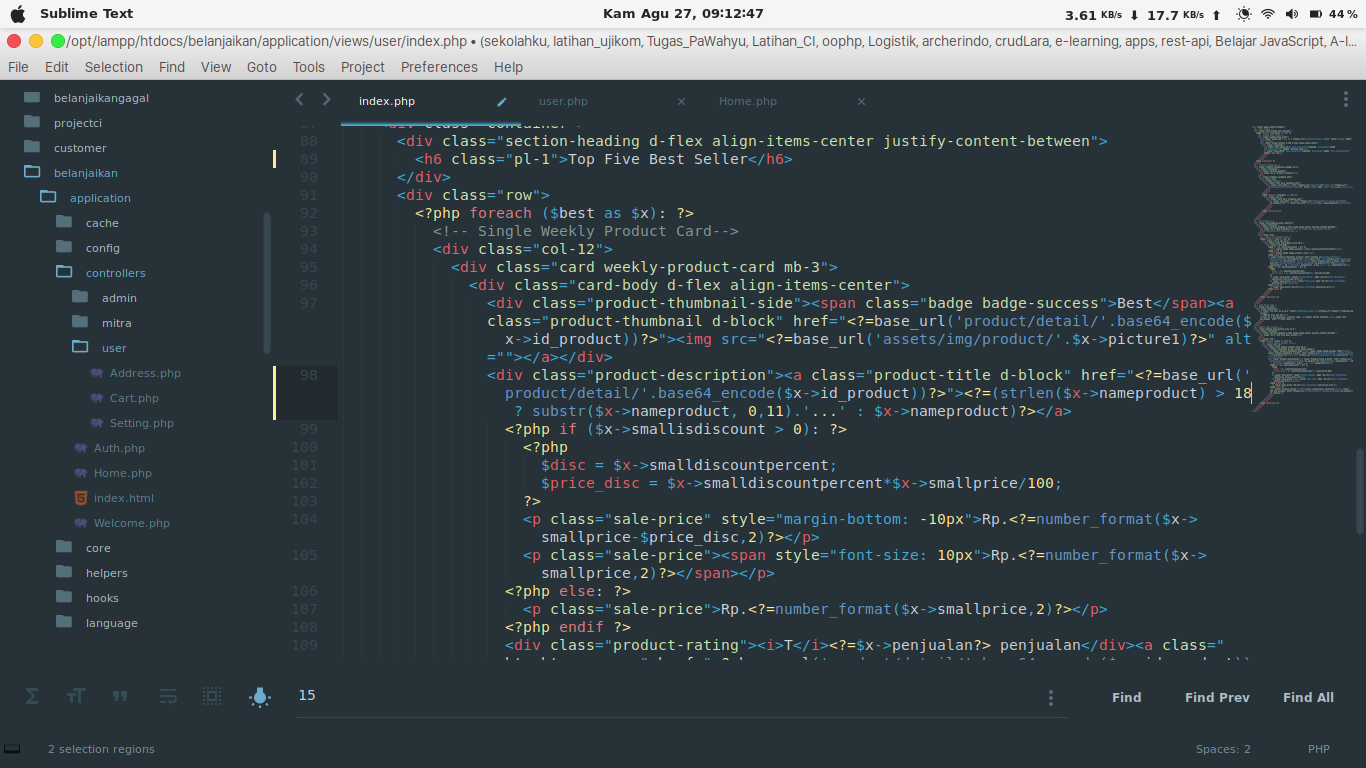 Sublime Text
Kam Agu 27, 09:12:47
3.61 KB/s ⬇ 17.7 KB/s ⬆ 44 %
/opt/lampp/htdocs/belanjaikan/application/views/user/index.php • (sekolahku, latihan_ujikom, Tugas_PaWahyu, Latihan_CI, oophp, Logistik, archerindo, crudLara, e-learning, apps, rest-api, Belajar JavaScript, A-I...
File Edit Selection Find View Goto Tools Project Preferences Help
belanjaikangagal
projectci
customer
belanjaikan
application
cache
config
controllers
admin
mitra
user
Address.php
Cart.php
Setting.php
Auth.php
Home.php
index.html
Welcome.php
core
helpers
hooks
language
index.php
user.php ×
Home.php ×
88 <div class="section-heading d-flex align-items-center justify-content-between">
89 <h6 class="pl-1">Top Five Best Seller</h6>
90 </div>
91 <div class="row">
92 <?php foreach ($best as $x): ?>
93 <!-- Single Weekly Product Card-->
94 <div class="col-12">
95 <div class="card weekly-product-card mb-3">
96 <div class="card-body d-flex align-items-center">
97 <div class="product-thumbnail-side"><span class="badge badge-success">Best</span><a
class="product-thumbnail d-block" href="<?=base_url('product/detail/'.base64_encode($
x->id_product))?>"><img src="<?=base_url('assets/img/product/'.$x->picture1)?>" alt
=""></a></div>
98 <div class="product-description"><a class="product-title d-block" href="<?=base_url('
product/detail/'.base64_encode($x->id_product))?>"><?=(strlen($x->nameproduct) > 18
? substr($x->nameproduct, 0,11).'...' : $x->nameproduct)?></a>
99 <?php if ($x->smallisdiscount > 0): ?>
100 <?php
101 $disc = $x->smalldiscountpercent;
102 $price_disc = $x->smalldiscountpercent*$x->smallprice/100;
103 ?>
104 <p class="sale-price" style="margin-bottom: -10px">Rp.<?=number_format($x->
smallprice-$price_disc,2)?></p>
105 <p class="sale-price"><span style="font-size: 10px">Rp.<?=number_format($x->
smallprice,2)?></span></p>
106 <?php else: ?>
107 <p class="sale-price">Rp.<?=number_format($x->smallprice,2)?></p>
108 <?php endif ?>
109 <div class="product-rating"><i>T</i><?=$x->penjualan?> penjualan</div><a class="
15
Find Find Prev Find All
2 selection regions
Spaces: 2
PHP